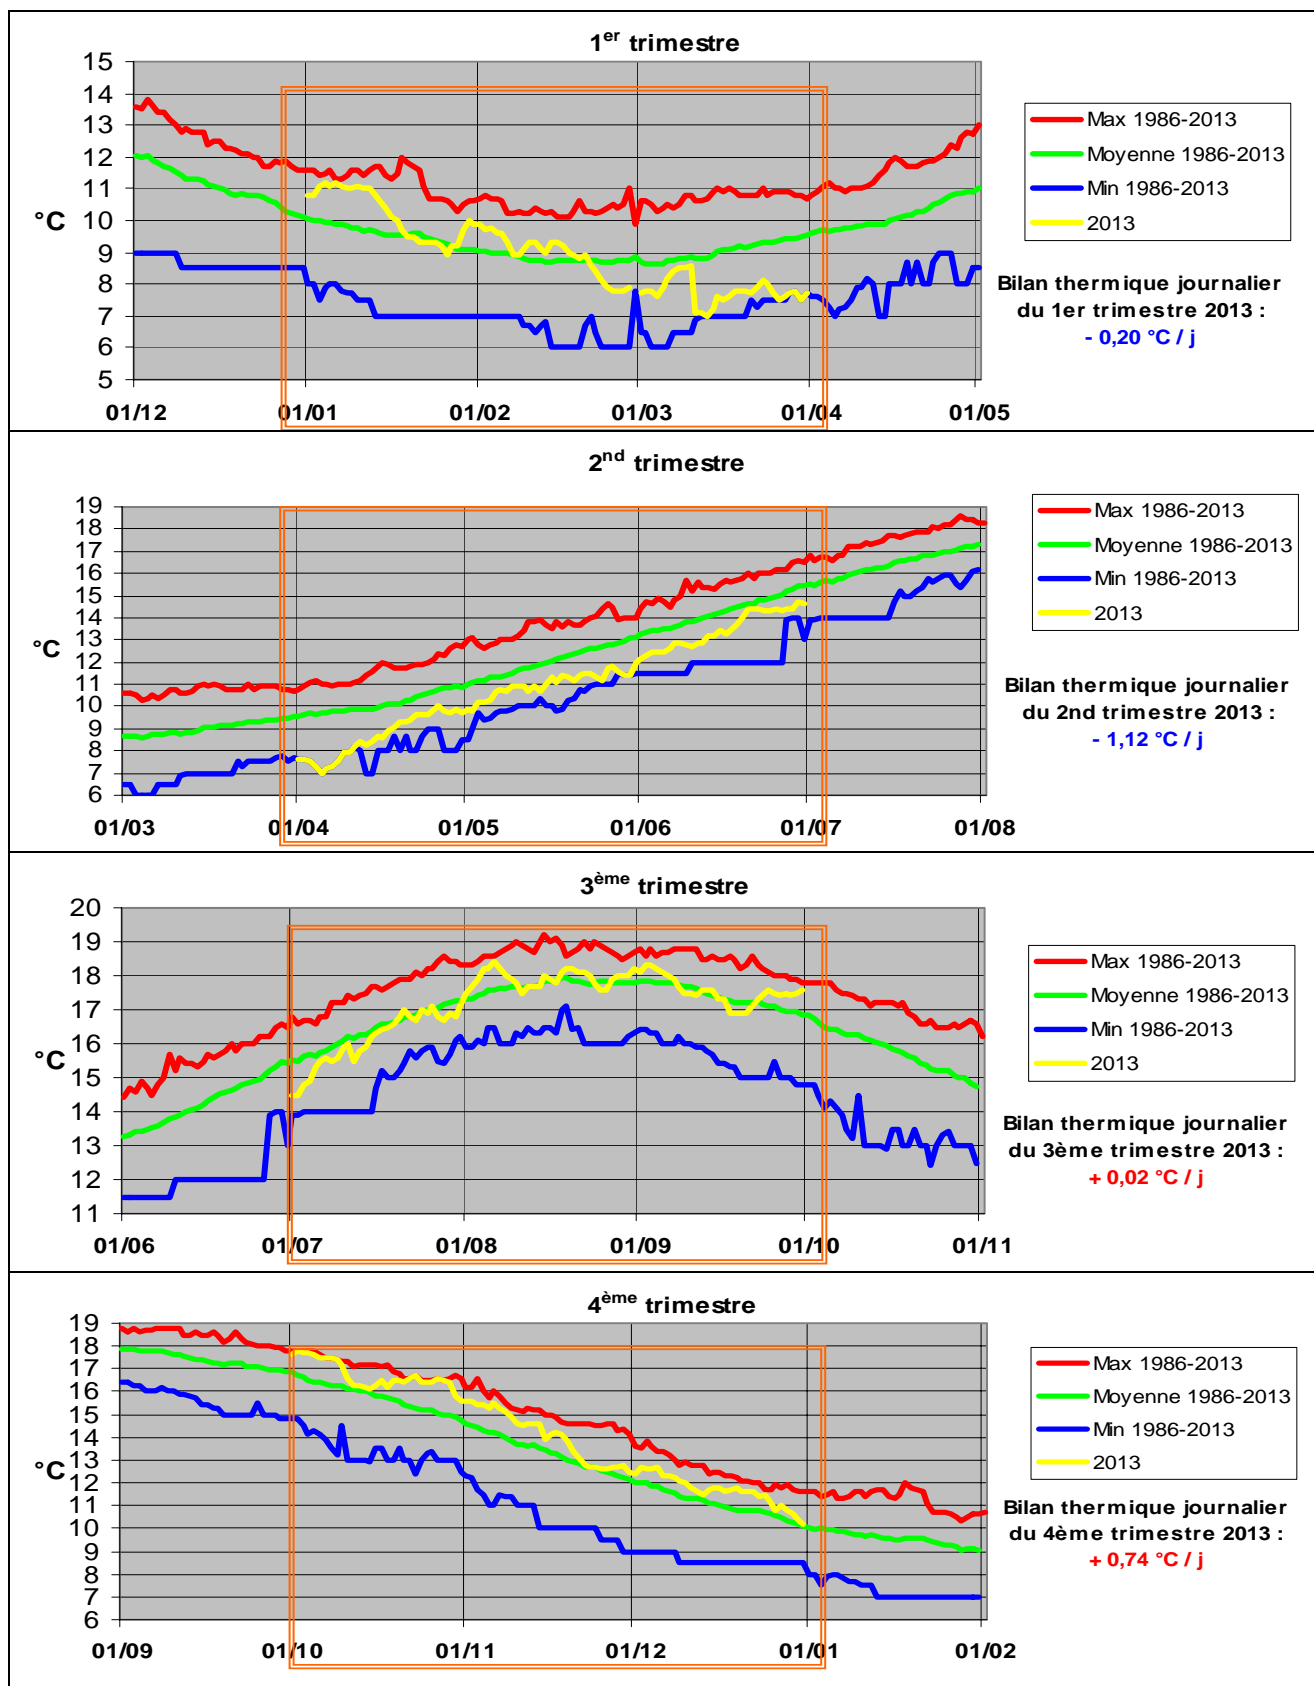 1er trimestre
15
14
13
12
11
10
9
8
7
6
5
°C
01/12 01/01 01/02 01/03 01/04 01/05
Max 1986-2013
Moyenne 1986-2013
Min 1986-2013
2013
Bilan thermique journalier
du 1er trimestre 2013 :
- 0,20 °C / j
2nd trimestre
19
18
17
16
15
14
13
12
11
10
9
8
7
6
°C
01/03 01/04 01/05 01/06 01/07 01/08
Max 1986-2013
Moyenne 1986-2013
Min 1986-2013
2013
Bilan thermique journalier
du 2nd trimestre 2013 :
- 1,12 °C / j
3ème trimestre
20
19
18
17
16
15
14
13
12
11
°C
01/06 01/07 01/08 01/09 01/10 01/11
Max 1986-2013
Moyenne 1986-2013
Min 1986-2013
2013
Bilan thermique journalier
du 3ème trimestre 2013 :
+ 0,02 °C / j
4ème trimestre
19
18
17
16
15
14
13
12
11
10
9
8
7
6
°C
01/09 01/10 01/11 01/12 01/01 01/02
Max 1986-2013
Moyenne 1986-2013
Min 1986-2013
2013
Bilan thermique journalier
du 4ème trimestre 2013 :
+ 0,74 °C / j